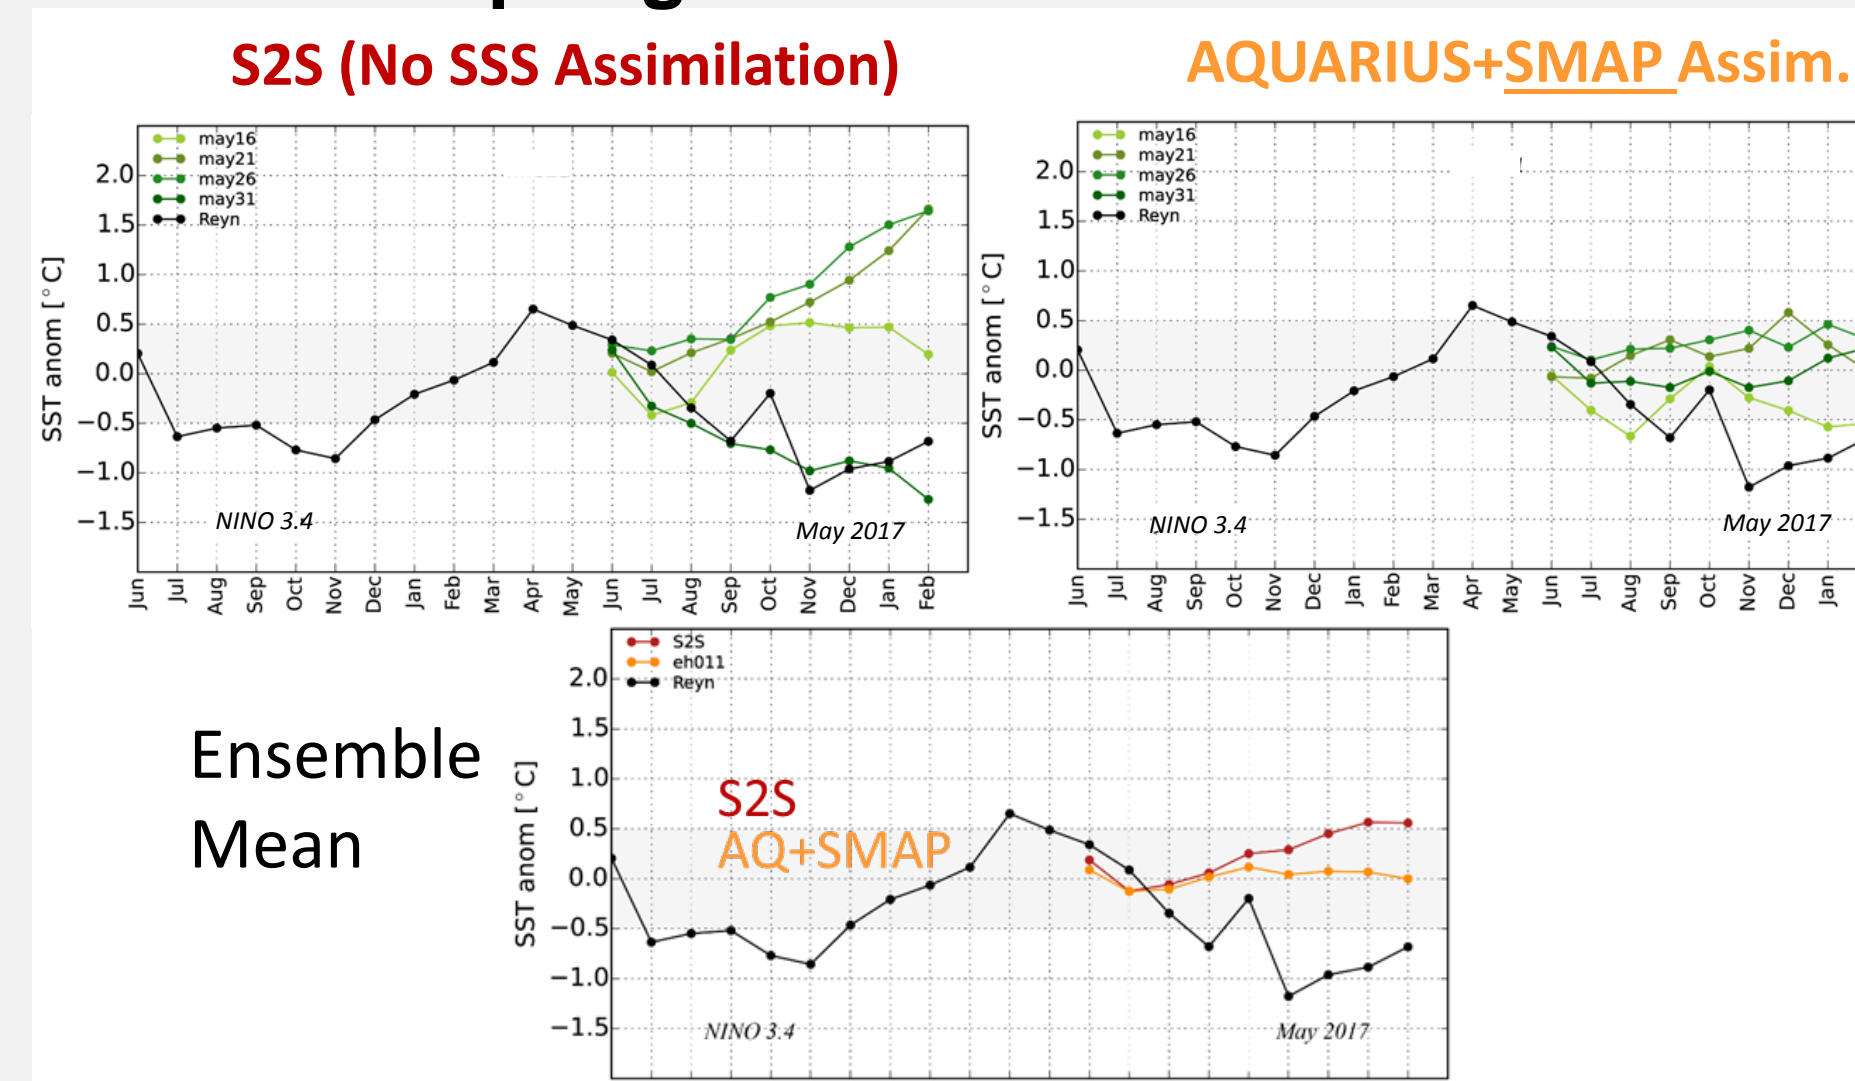 S2S (No SSS Assimilation)
AQUARIUS+SMAP Assim.
may16
may21
may26
may31
Reyn
2.0
1.5
1.0
0.5
0.0
−0.5
−1.0
−1.5
SST anom [°C]
NINO 3.4
May 2017
Jun Jul Aug Sep Oct Nov Dec Jan Feb Mar Apr May Jun Jul Aug Sep Oct Nov Dec Jan Feb
may16
may21
may26
may31
Reyn
2.0
1.5
1.0
0.5
0.0
−0.5
−1.0
−1.5
SST anom [°C]
NINO 3.4
May 2017
Jun Jul Aug Sep Oct Nov Dec Jan Feb Mar Apr May Jun Jul Aug Sep Oct Nov Dec Jan
Ensemble
Mean
S2S
eh011
Reyn
2.0
1.5
1.0
0.5
0.0
−0.5
−1.0
−1.5
SST anom [°C]
S2S
AQ+SMAP
NINO 3.4
May 2017